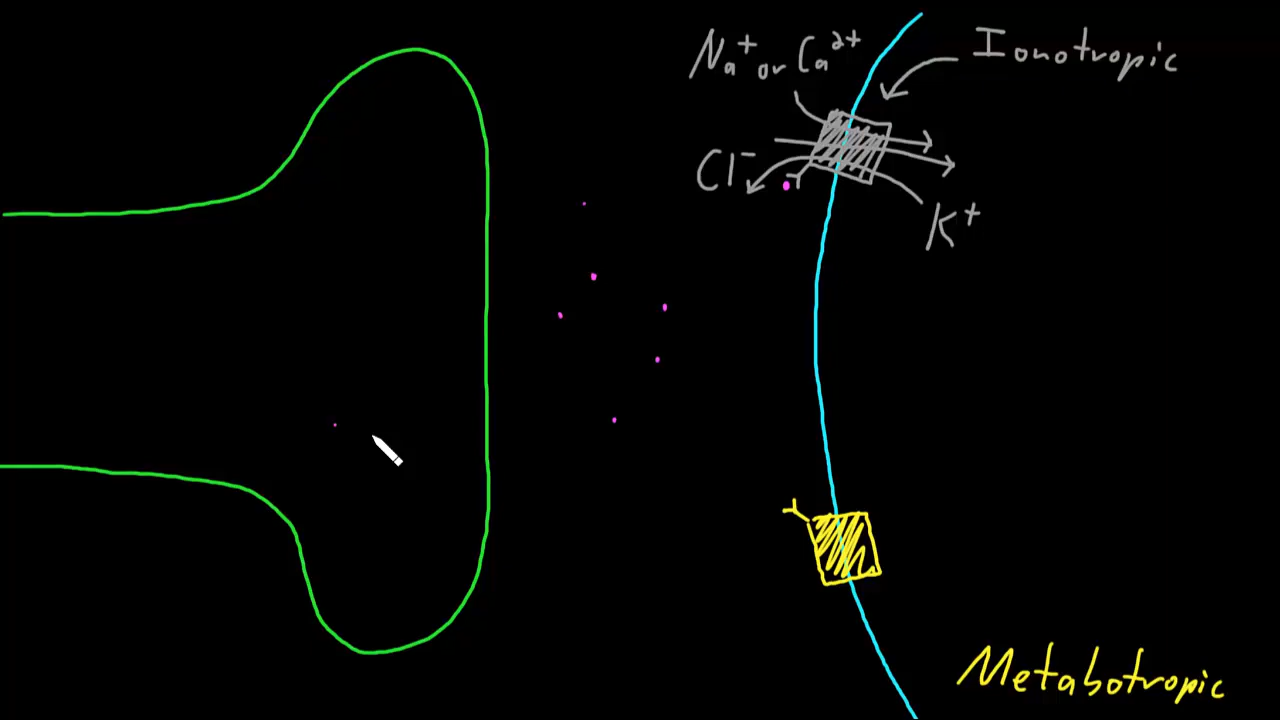 Na⁺ or Ca²⁺
Ionotropic
Cl⁻
K⁺
Metabotropic